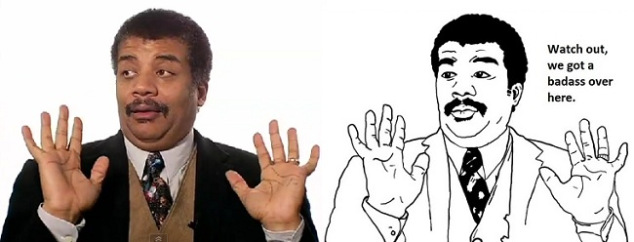 Watch out,
we got a
badass over
here.